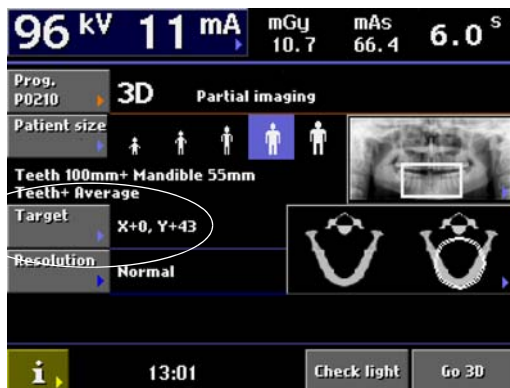 96 kV 11 mA mGy 10.7 mAs 66.4 6.0 s
Prog. P0210 3D Partial imaging
Patient size
Teeth 100mm+ Mandible 55mm
Teeth+ Average
Target X+0, Y+43
Resolution Normal
i 13:01 Check light Go 3D